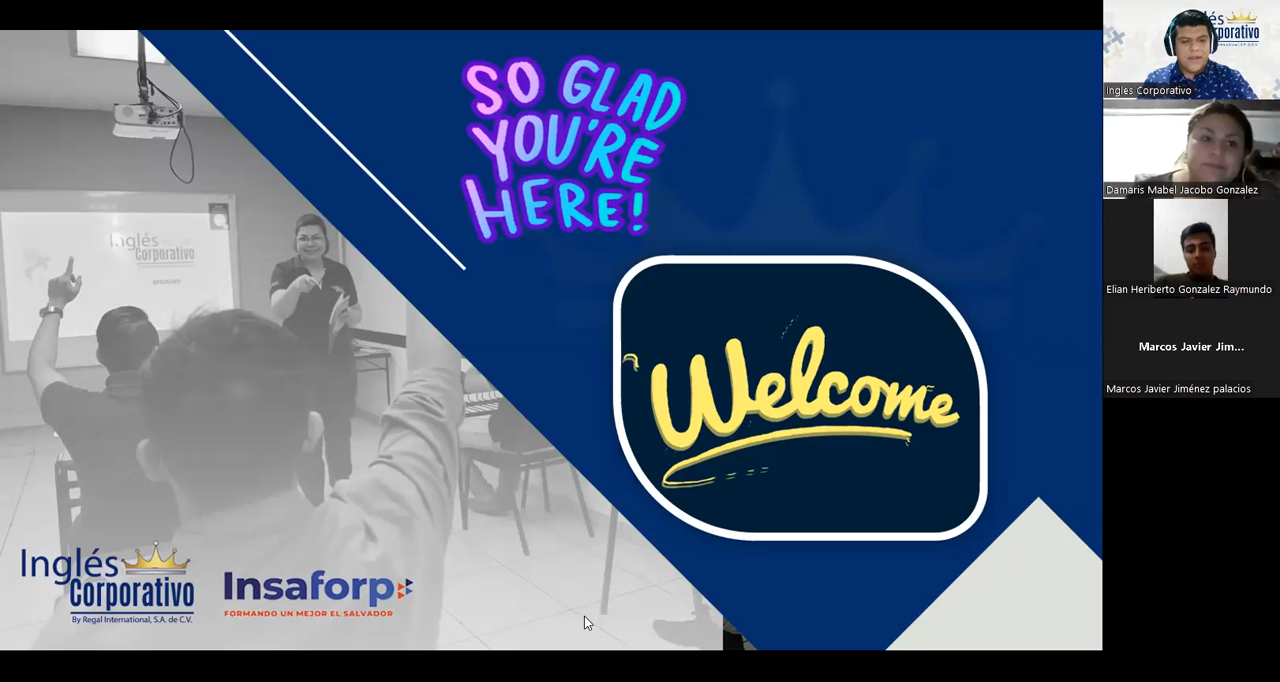 SO GLAD
YOU'RE
HERE!
Welcome
Inglés
Corporativo
Inglés
Corporativo
By Regal International, S.A. de C.V.
Insaforp
FORMANDO UN MEJOR EL SALVADOR
Ingles Corporativo
Damaris Mabel Jacobo Gonzalez
Elian Heriberto Gonzalez Raymundo
Marcos Javier Jim...
Marcos Javier Jiménez palacios